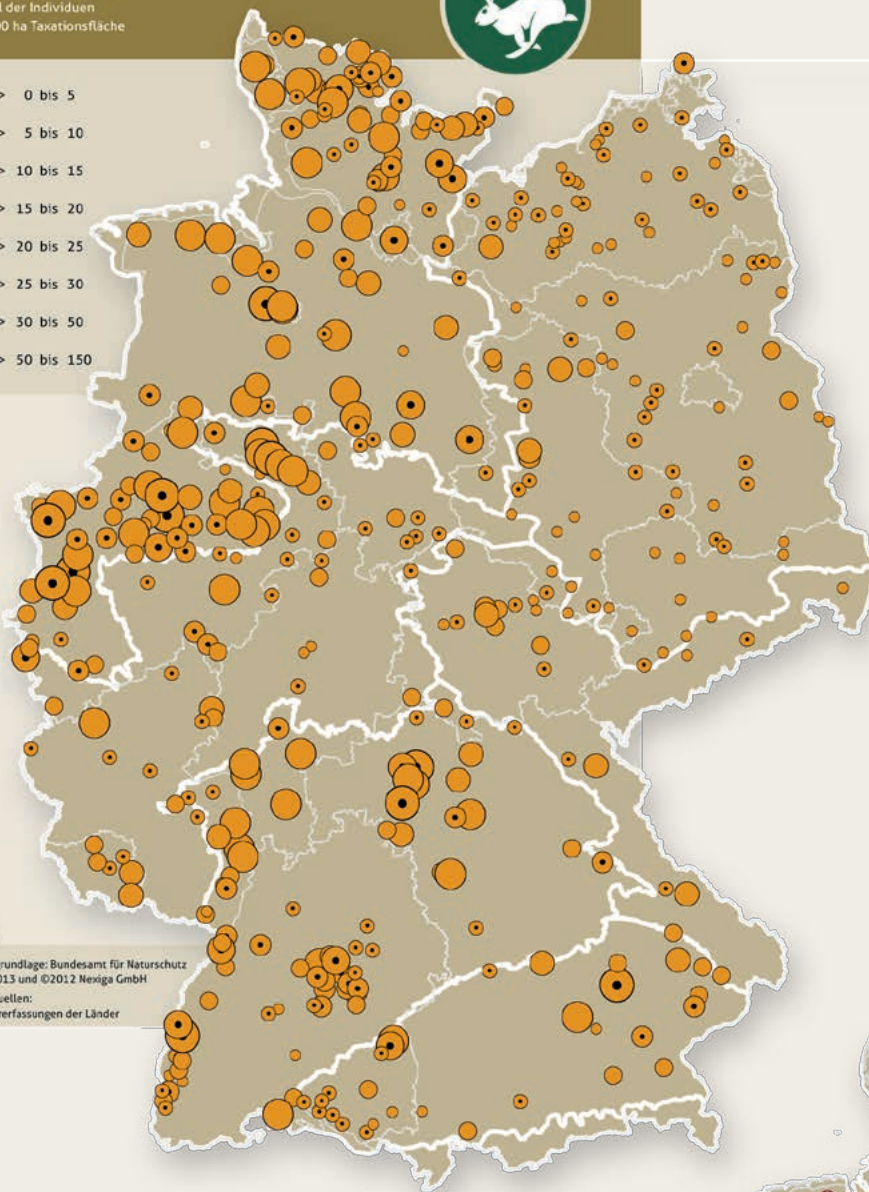 l der Individuen
00 ha Taxationsfläche
> 0 bis 5
> 5 bis 10
> 10 bis 15
> 15 bis 20
> 20 bis 25
> 25 bis 30
> 30 bis 50
> 50 bis 150
grundlage: Bundesamt für Naturschutz
013 und ©2012 Nexiga GmbH
uellen:
erfassungen der Länder